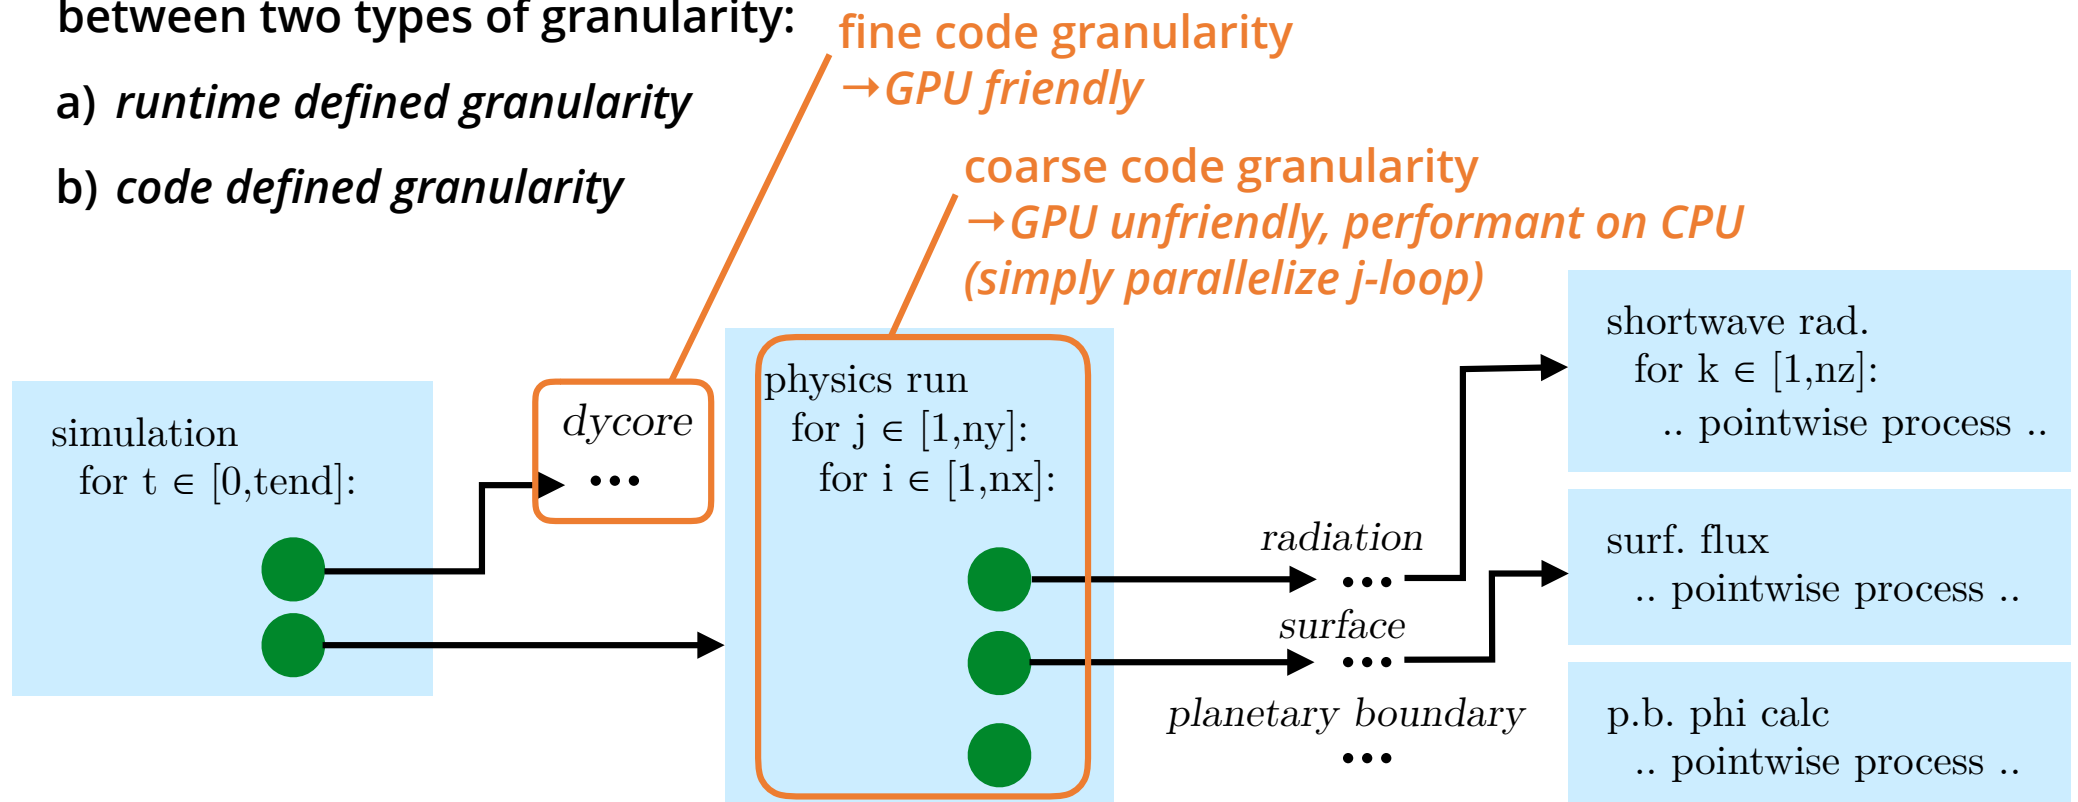 between two types of granularity:
a) runtime defined granularity
b) code defined granularity
fine code granularity
→GPU friendly
coarse code granularity
→GPU unfriendly, performant on CPU
(simply parallelize j-loop)
simulation
for t ∈ [0,tend]:
dycore
...
physics run
for j ∈ [1,ny]:
for i ∈ [1,nx]:
radiation
...
surface
...
planetary boundary
...
shortwave rad.
for k ∈ [1,nz]:
.. pointwise process ..
surf. flux
.. pointwise process ..
p.b. phi calc
.. pointwise process ..